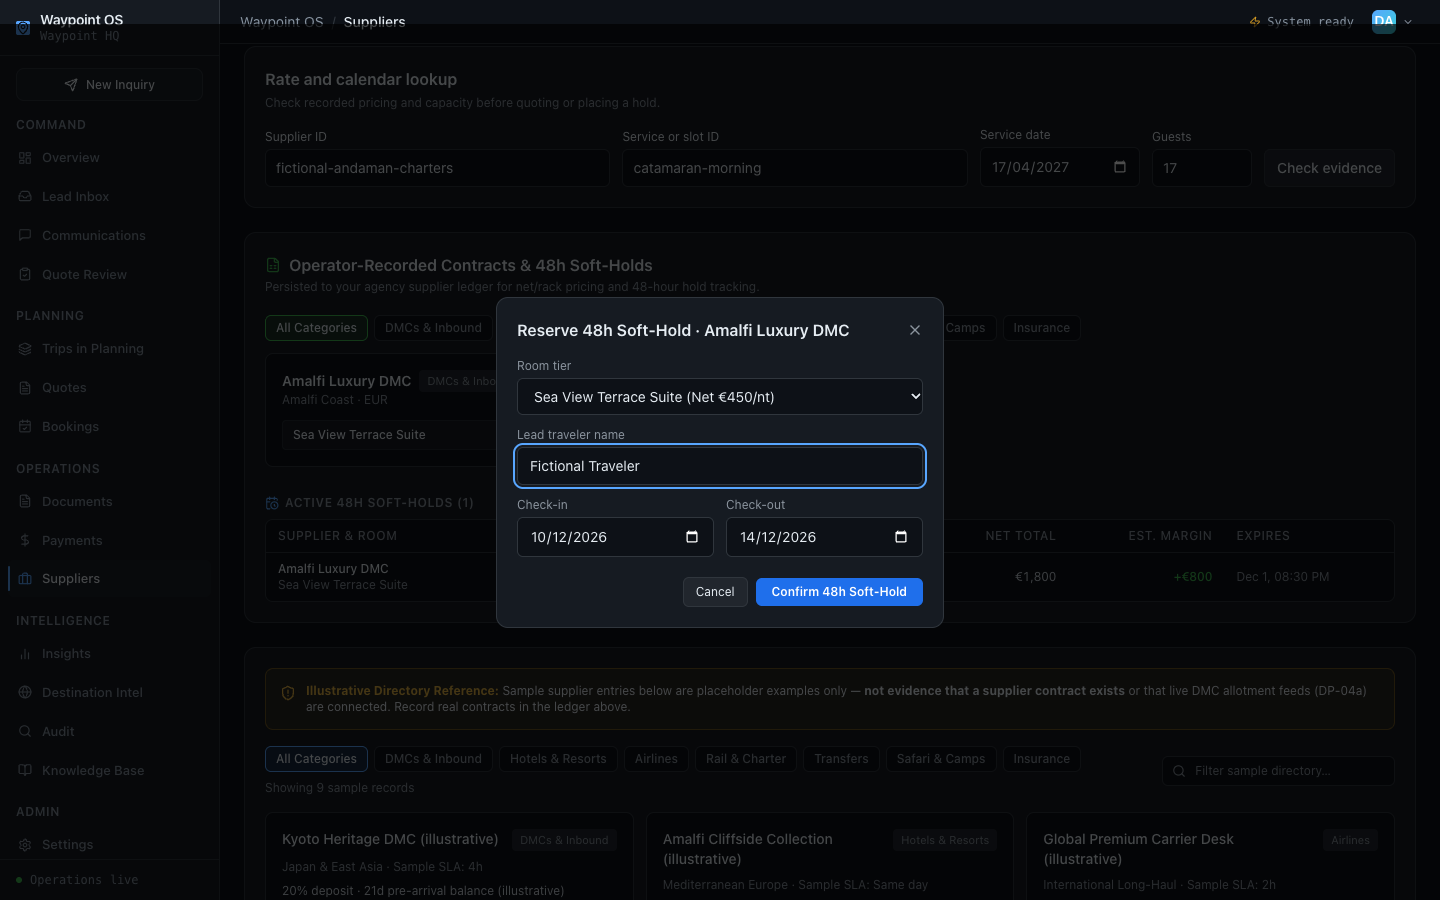 Waypoint OS
Waypoint HQ
Waypoint OS / Suppliers
System ready
DA
New Inquiry
COMMAND
Overview
Lead Inbox
Communications
Quote Review
PLANNING
Trips in Planning
Quotes
Bookings
OPERATIONS
Documents
Payments
Suppliers
INTELLIGENCE
Insights
Destination Intel
Audit
Knowledge Base
ADMIN
Settings
Operations live
Rate and calendar lookup
Check recorded pricing and capacity before quoting or placing a hold.
Supplier ID
fictional-andaman-charters
Service or slot ID
catamaran-morning
Service date
17/04/2027
Guests
17
Check evidence
Operator-Recorded Contracts & 48h Soft-Holds
Persisted to your agency supplier ledger for net/rack pricing and 48-hour hold tracking.
All Categories
DMCs & Inbound
Camps
Insurance
Amalfi Luxury DMC
DMCs & Inbo
Amalfi Coast · EUR
Sea View Terrace Suite
ACTIVE 48H SOFT-HOLDS (1)
SUPPLIER & ROOM
NET TOTAL
EST. MARGIN
EXPIRES
Amalfi Luxury DMC
Sea View Terrace Suite
€1,800
+€800
Dec 1, 08:30 PM
Reserve 48h Soft-Hold · Amalfi Luxury DMC
Room tier
Sea View Terrace Suite (Net €450/nt)
Lead traveler name
Fictional Traveler
Check-in
10/12/2026
Check-out
14/12/2026
Cancel
Confirm 48h Soft-Hold
Illustrative Directory Reference: Sample supplier entries below are placeholder examples only — not evidence that a supplier contract exists or that live DMC allotment feeds (DP-04a)
are connected. Record real contracts in the ledger above.
All Categories
DMCs & Inbound
Hotels & Resorts
Airlines
Rail & Charter
Transfers
Safari & Camps
Insurance
Filter sample directory...
Showing 9 sample records
Kyoto Heritage DMC (illustrative)
DMCs & Inbound
Japan & East Asia · Sample SLA: 4h
20% deposit · 21d pre-arrival balance (illustrative)
Amalfi Cliffside Collection
(illustrative)
Hotels & Resorts
Mediterranean Europe · Sample SLA: Same day
Global Premium Carrier Desk
(illustrative)
Airlines
International Long-Haul · Sample SLA: 2h